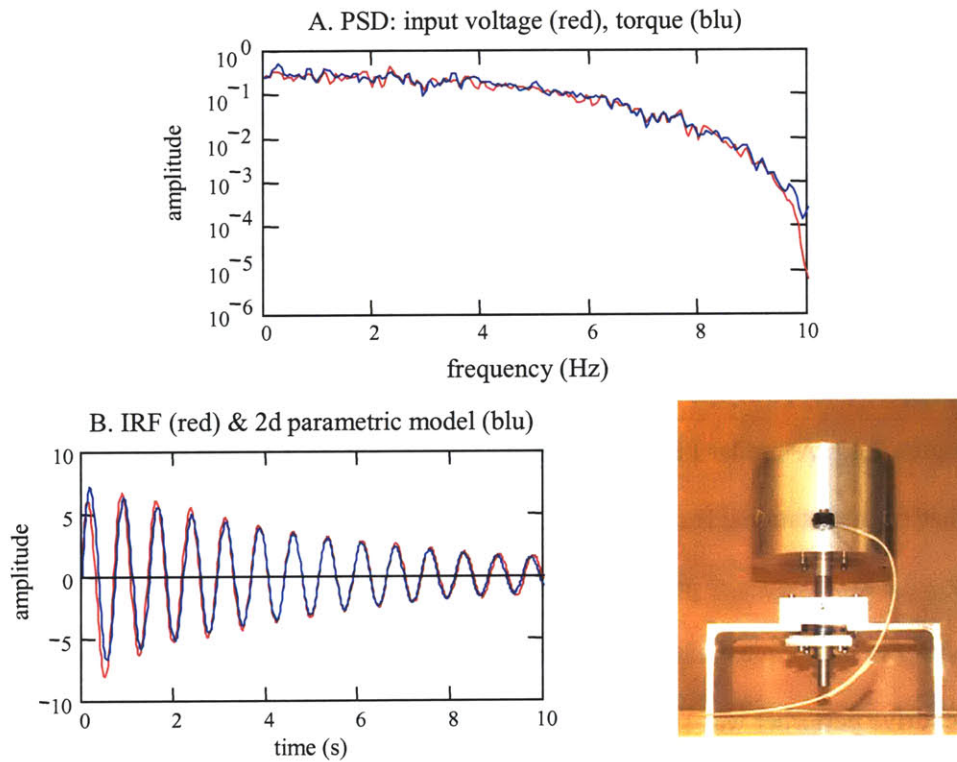 A. PSD: input voltage (red), torque (blu)
10^0
10^-1
10^-2
10^-3
10^-4
10^-5
10^-6
amplitude
0 2 4 6 8 10
frequency (Hz)
B. IRF (red) & 2d parametric model (blu)
10
5
0
-5
-10
amplitude
0 2 4 6 8 10
time (s)